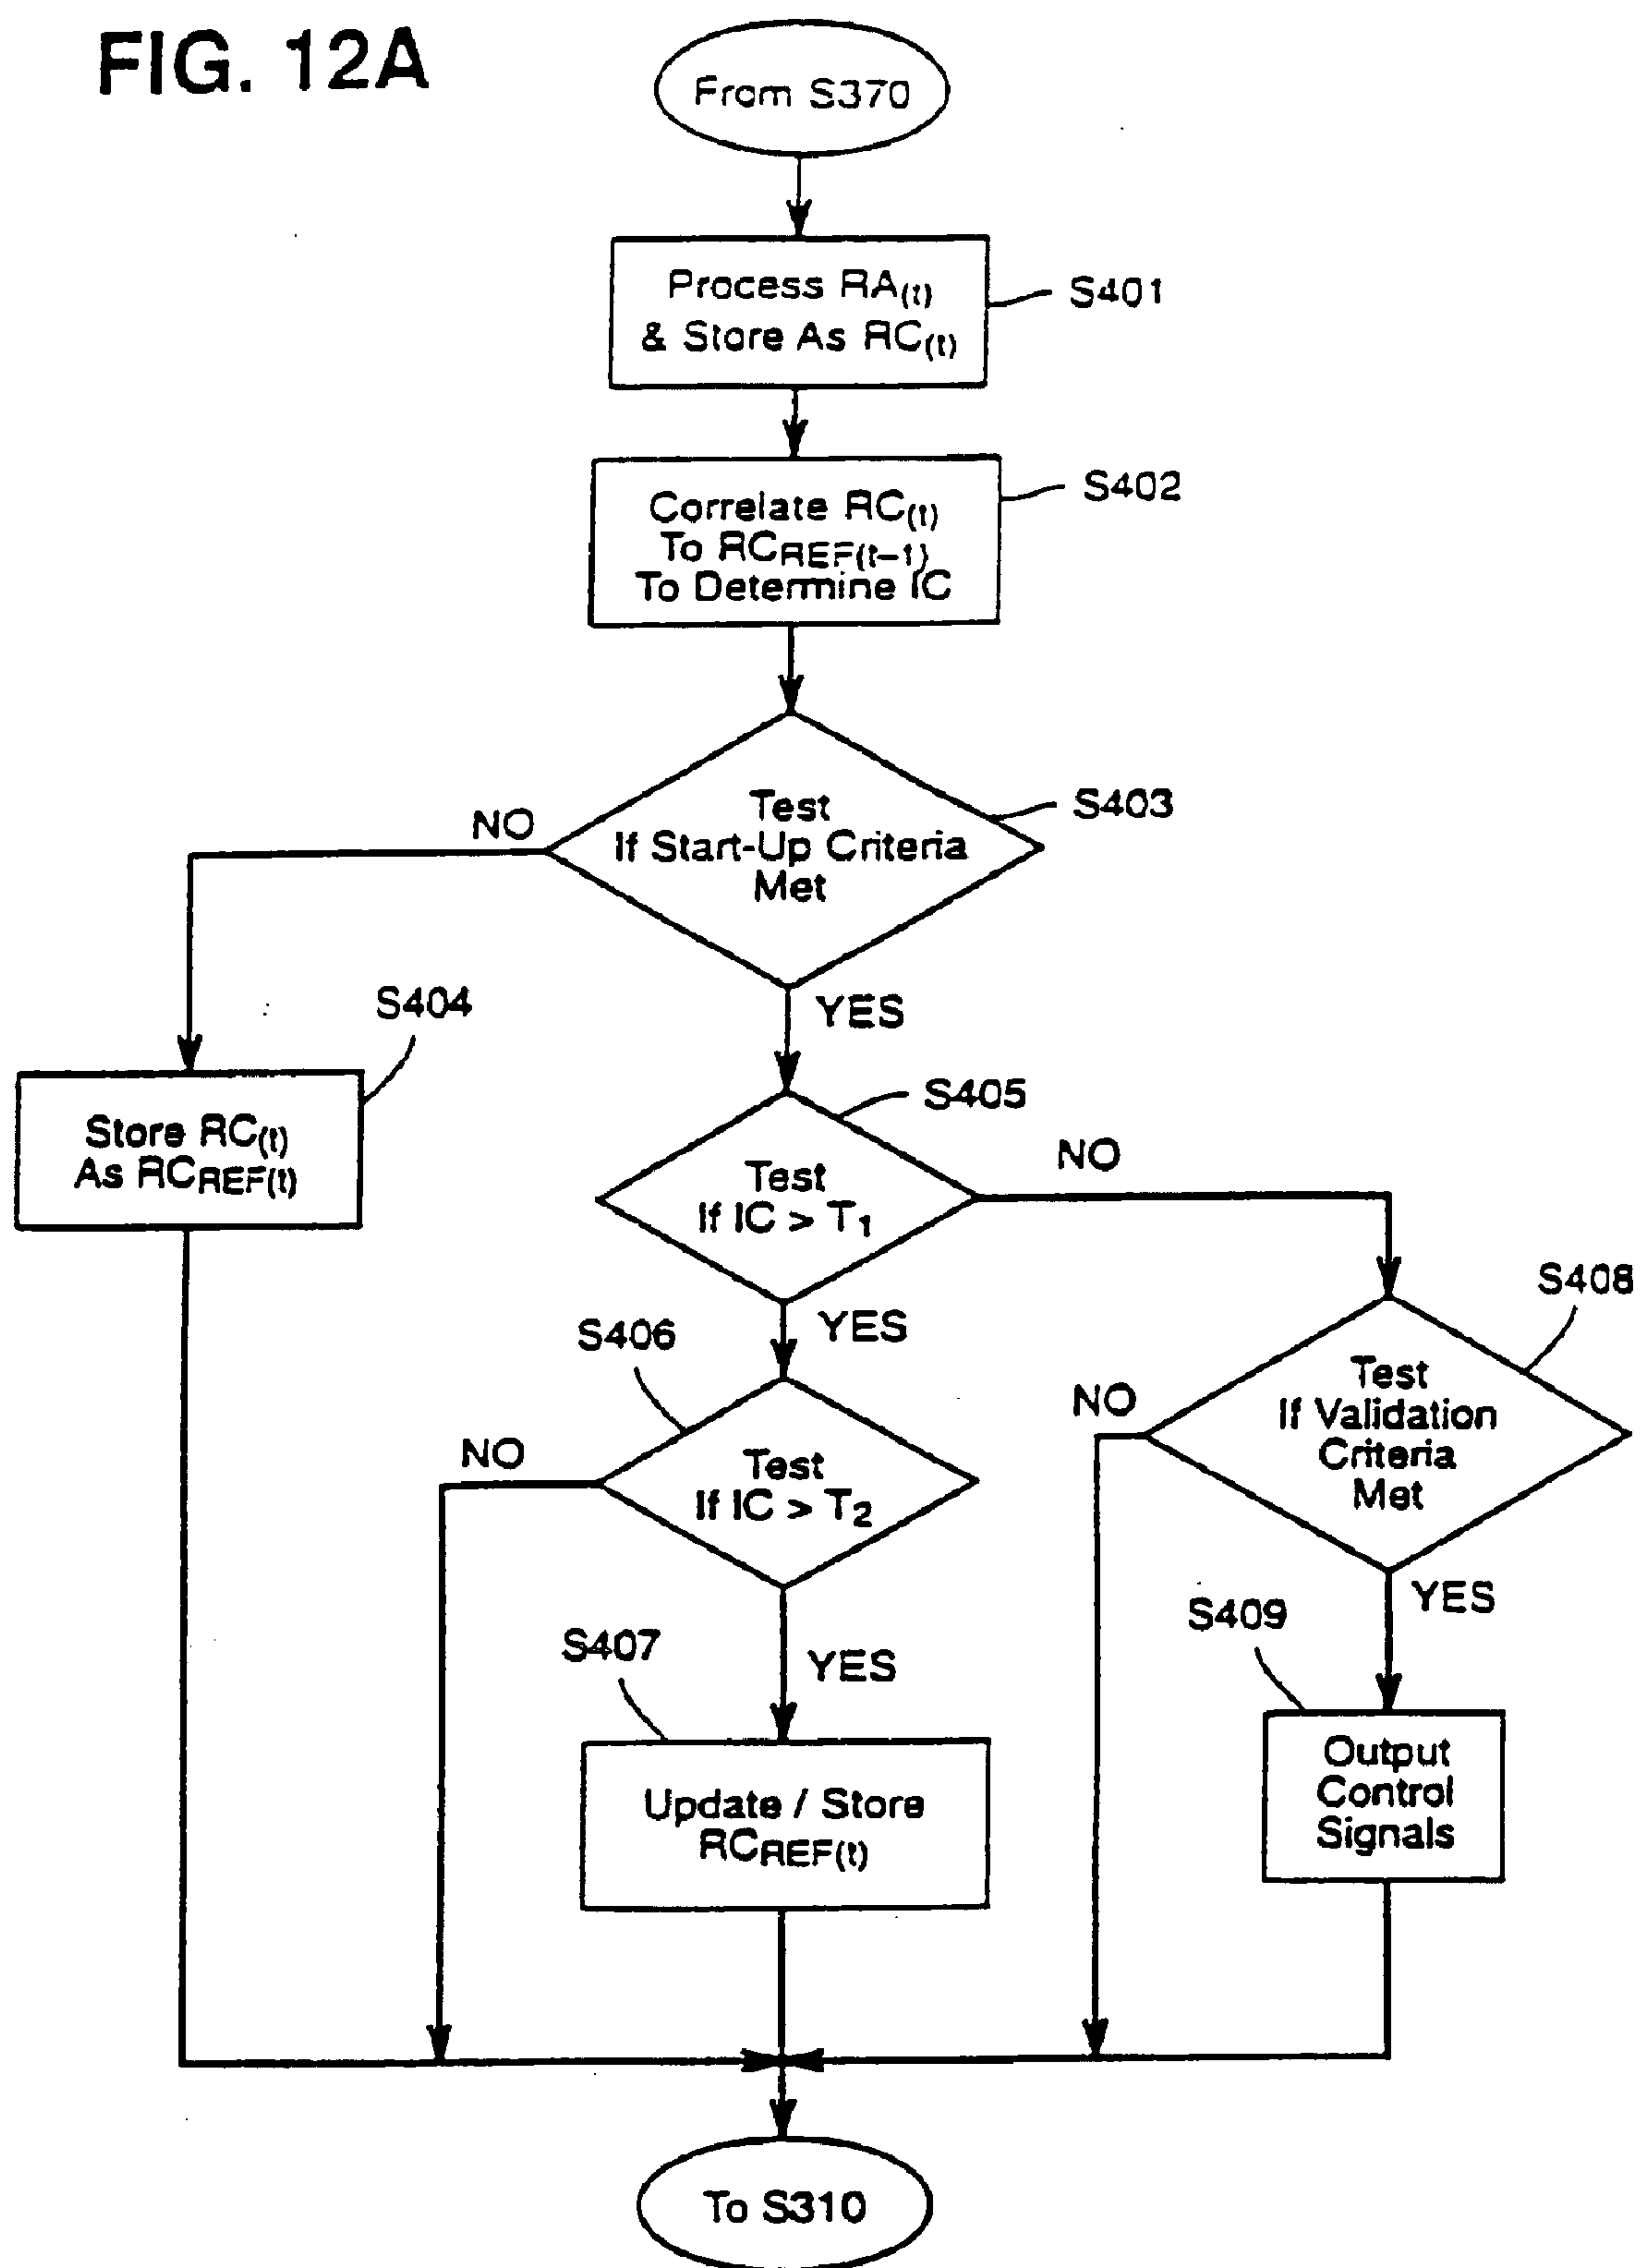 FIG. 12A
From S370
Process RA(t)
& Store As RC(t)
S401
Correlate RC(t)
To RCREF(t–1)
To Determine IC
S402
Test
If Start-Up Criteria
Met
S403
NO
YES
S404
Store RC(t)
As RCREF(t)
S405
Test
If IC > T1
NO
YES
S406
Test
If IC > T2
NO
YES
S408
Test
If Validation
Criteria
Met
NO
YES
S407
Update / Store
RCREF(t)
S409
Output
Control
Signals
To S310